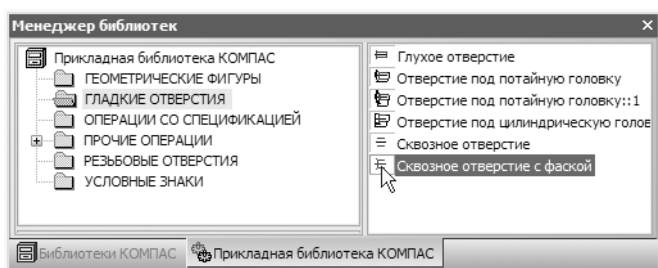 Менеджер библиотек
Прикладная библиотека КОМПАС
ГЕОМЕТРИЧЕСКИЕ ФИГУРЫ
ГЛАДКИЕ ОТВЕРСТИЯ
ОПЕРАЦИИ СО СПЕЦИФИКАЦИЕЙ
ПРОЧИЕ ОПЕРАЦИИ
РЕЗЬБОВЫЕ ОТВЕРСТИЯ
УСЛОВНЫЕ ЗНАКИ
Глухое отверстие
Отверстие под потайную головку
Отверстие под потайную головку::1
Отверстие под цилиндрическую голов
Сквозное отверстие
Сквозное отверстие с фаской
Библиотеки КОМПАС
Прикладная библиотека КОМПАС